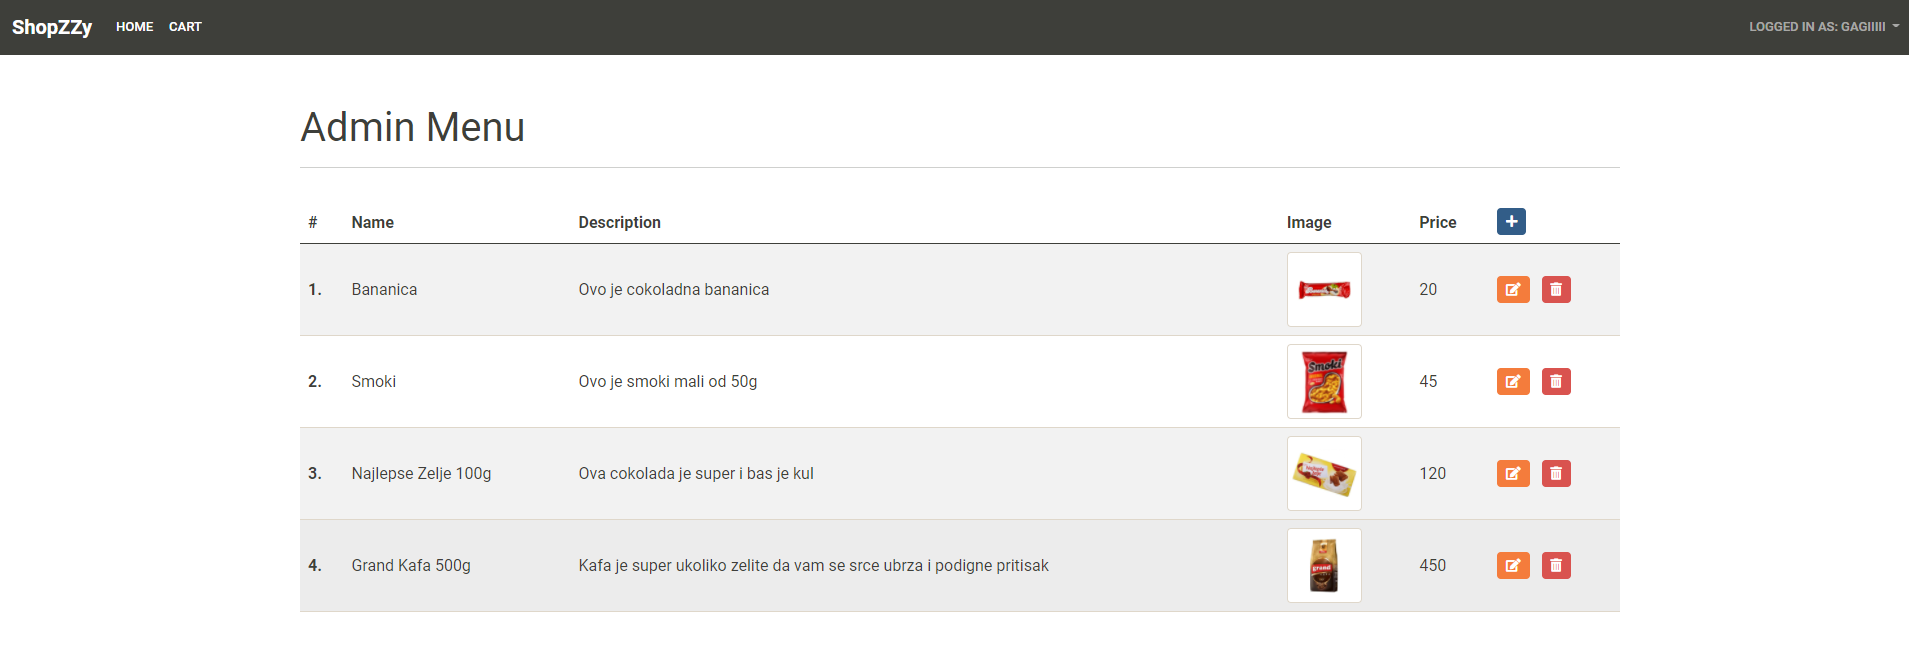 ShopZZy HOME CART LOGGED IN AS: GAGIIIII
Admin Menu
# Name Description Image Price
1. Bananica Ovo je cokoladna bananica 20
2. Smoki Ovo je smoki mali od 50g Smoki 45
3. Najlepse Zelje 100g Ova cokolada je super i bas je kul 120
4. Grand Kafa 500g Kafa je super ukoliko zelite da vam se srce ubrza i podigne pritisak Grand 450